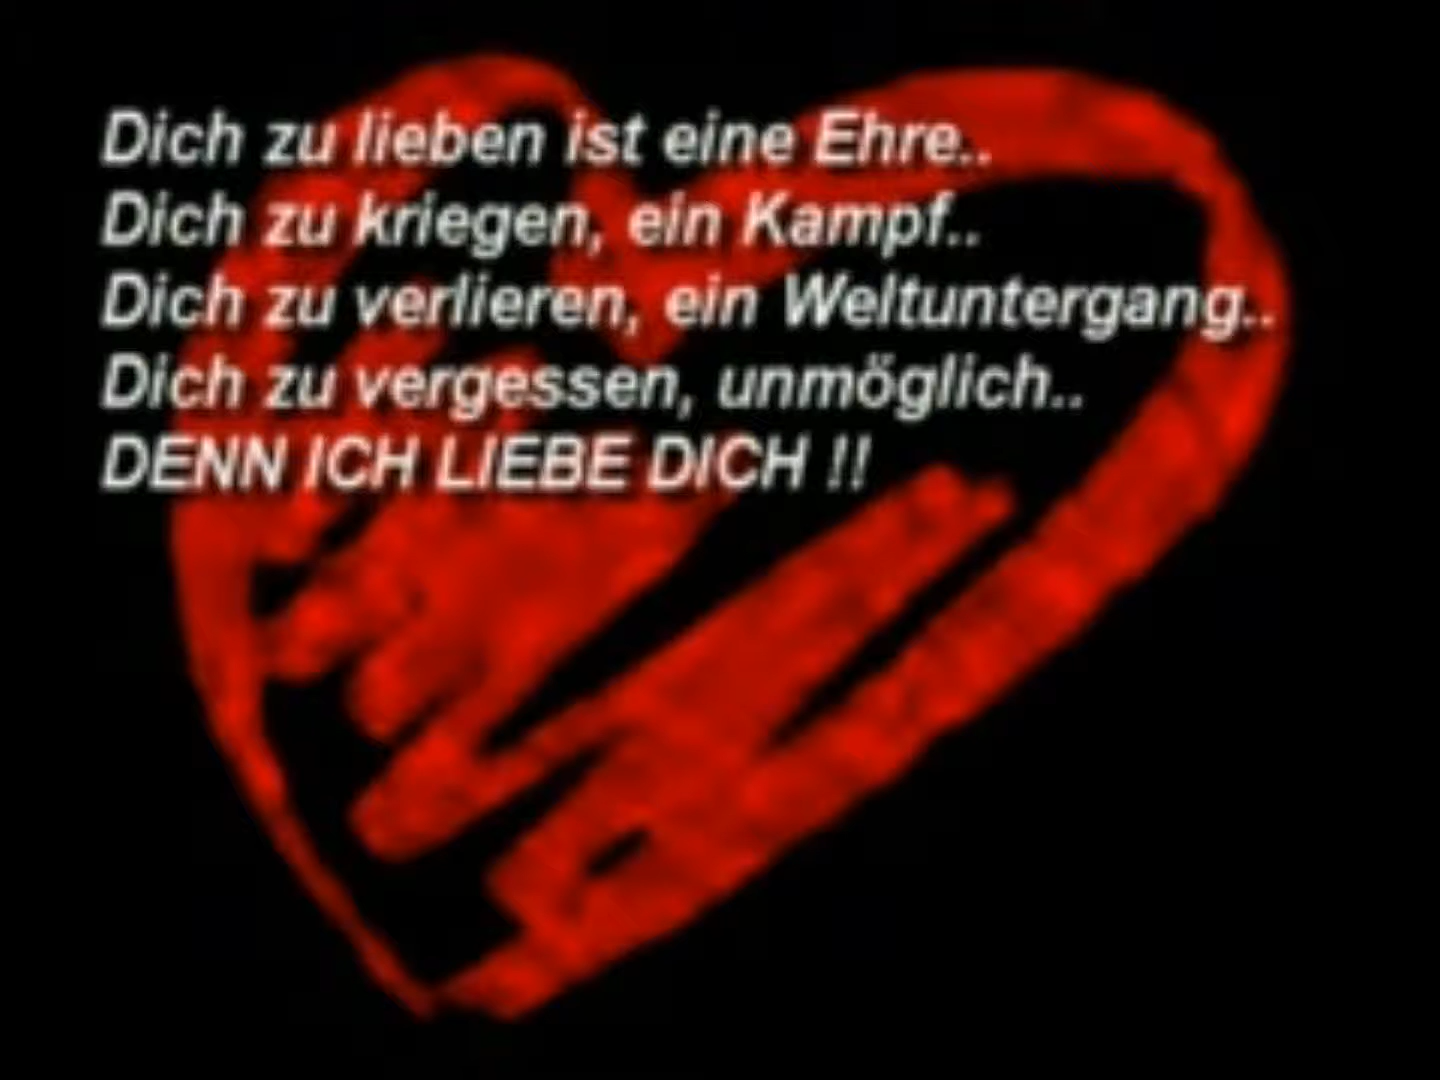 Dich zu lieben ist eine Ehre..
Dich zu kriegen, ein Kampf..
Dich zu verlieren, ein Weltuntergang..
Dich zu vergessen, unmöglich..
DENN ICH LIEBE DICH !!